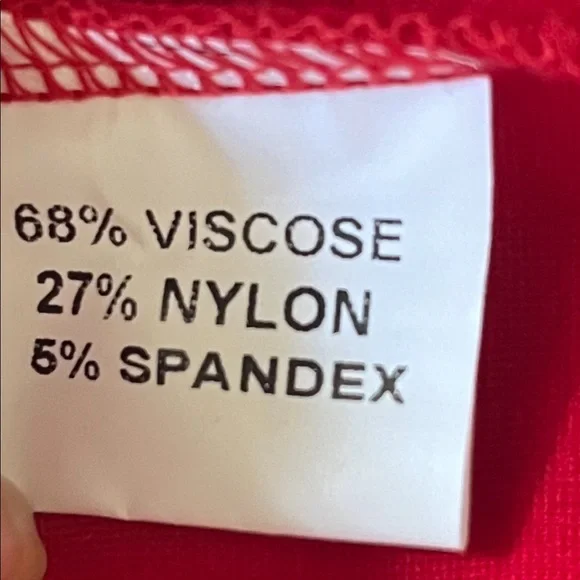 68% VISCOSE
27% NYLON
5% SPANDEX